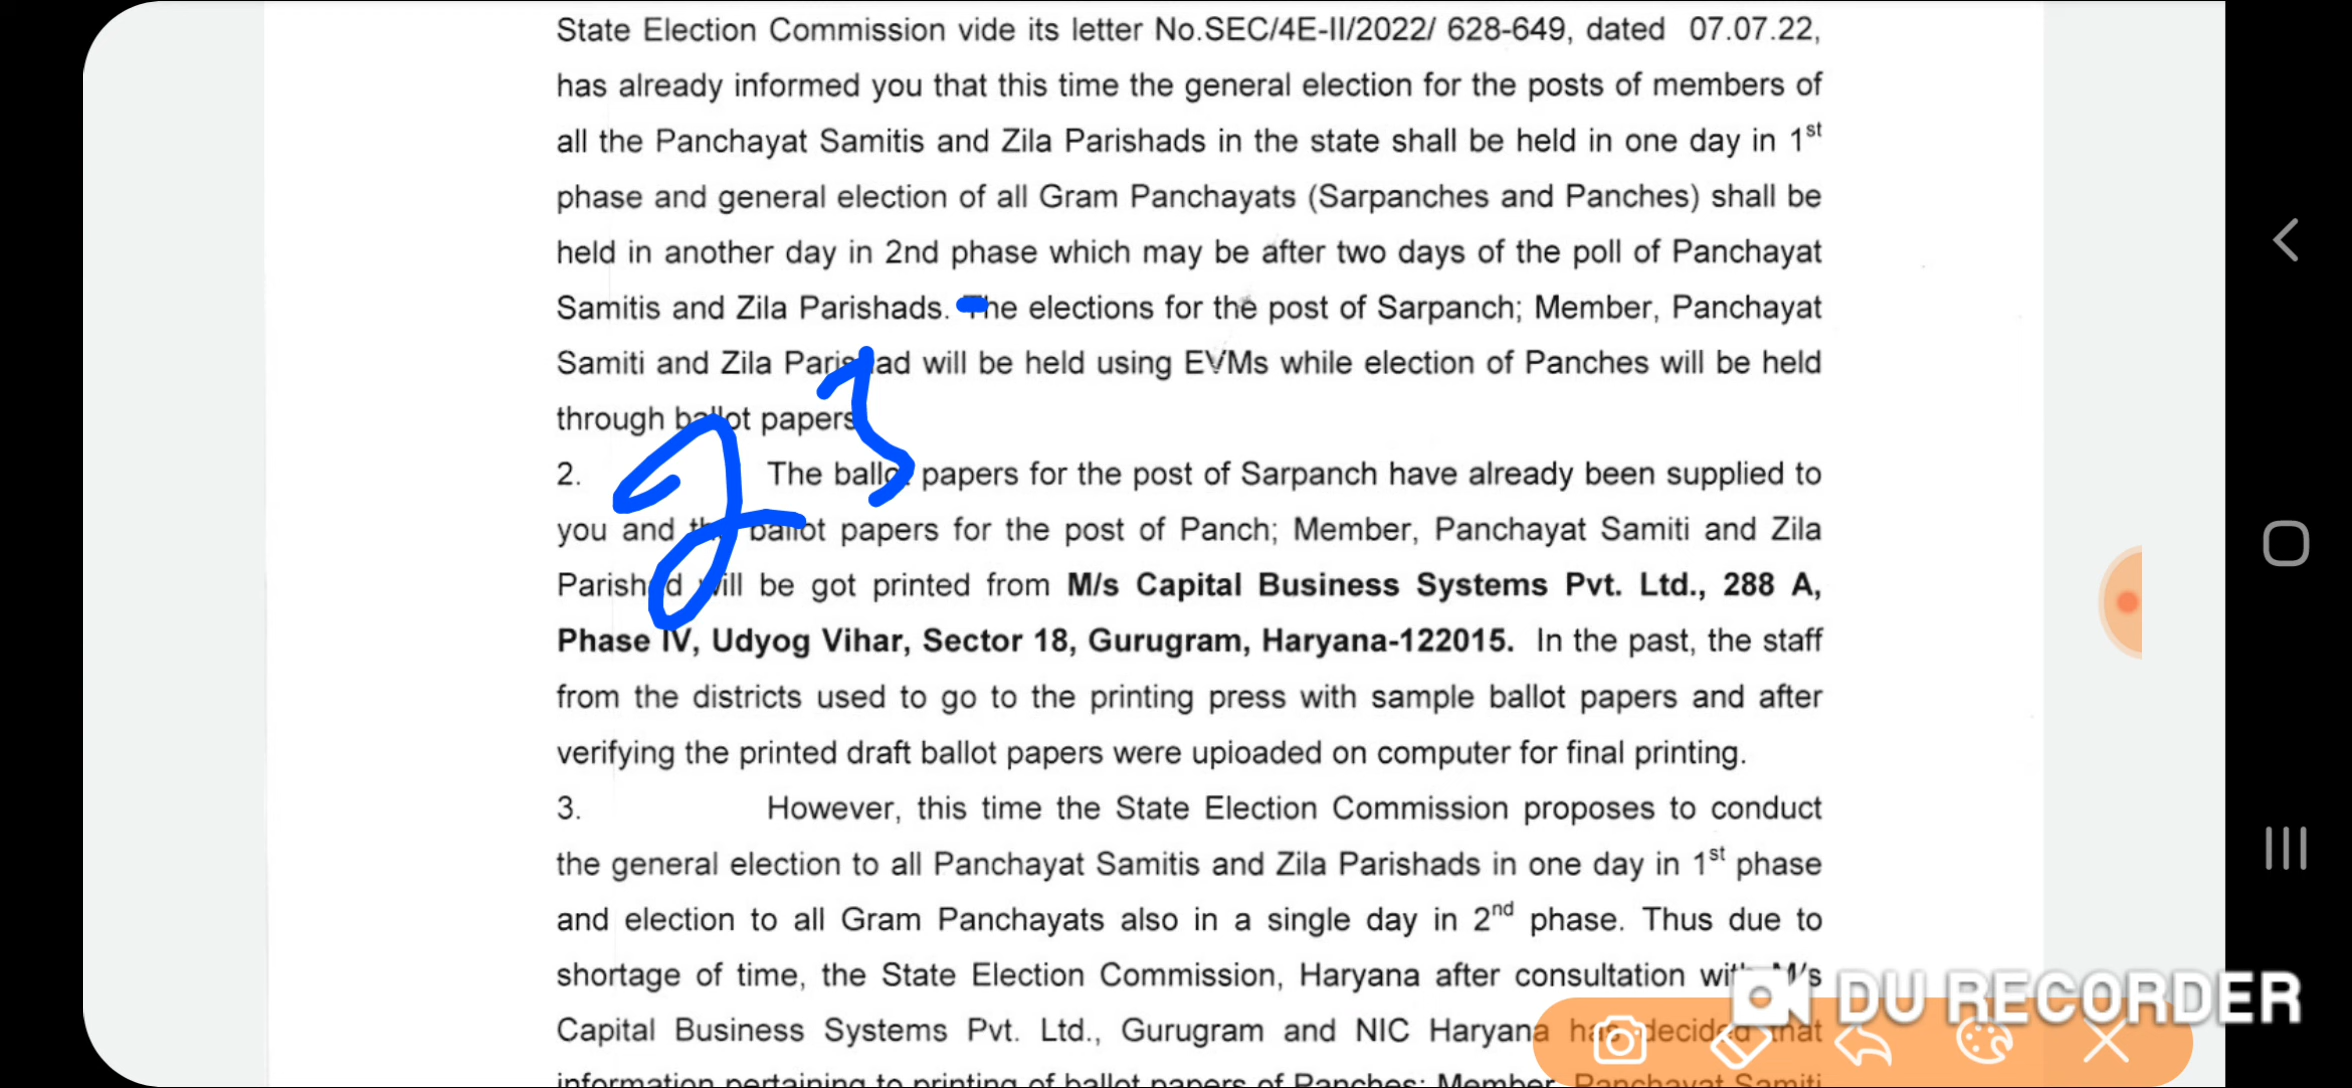 State Election Commission vide its letter No.SEC/4E-II/2022/ 628-649, dated 07.07.22,
has already informed you that this time the general election for the posts of members of
all the Panchayat Samitis and Zila Parishads in the state shall be held in one day in 1st
phase and general election of all Gram Panchayats (Sarpanches and Panches) shall be
held in another day in 2nd phase which may be after two days of the poll of Panchayat
Samitis and Zila Parishads. The elections for the post of Sarpanch; Member, Panchayat
Samiti and Zila Parishad will be held using EVMs while election of Panches will be held
through ballot papers
2. The ballot papers for the post of Sarpanch have already been supplied to
you and the ballot papers for the post of Panch; Member, Panchayat Samiti and Zila
Parishad will be got printed from M/s Capital Business Systems Pvt. Ltd., 288 A,
Phase IV, Udyog Vihar, Sector 18, Gurugram, Haryana-122015. In the past, the staff
from the districts used to go to the printing press with sample ballot papers and after
verifying the printed draft ballot papers were uploaded on computer for final printing.
3. However, this time the State Election Commission proposes to conduct
the general election to all Panchayat Samitis and Zila Parishads in one day in 1st phase
and election to all Gram Panchayats also in a single day in 2nd phase. Thus due to
shortage of time, the State Election Commission, Haryana after consultation with M/s
Capital Business Systems Pvt. Ltd., Gurugram and NIC Haryana has decided that
information pertaining to printing of ballot papers of Panches; Member, Panchayat Samiti
DU RECORDER